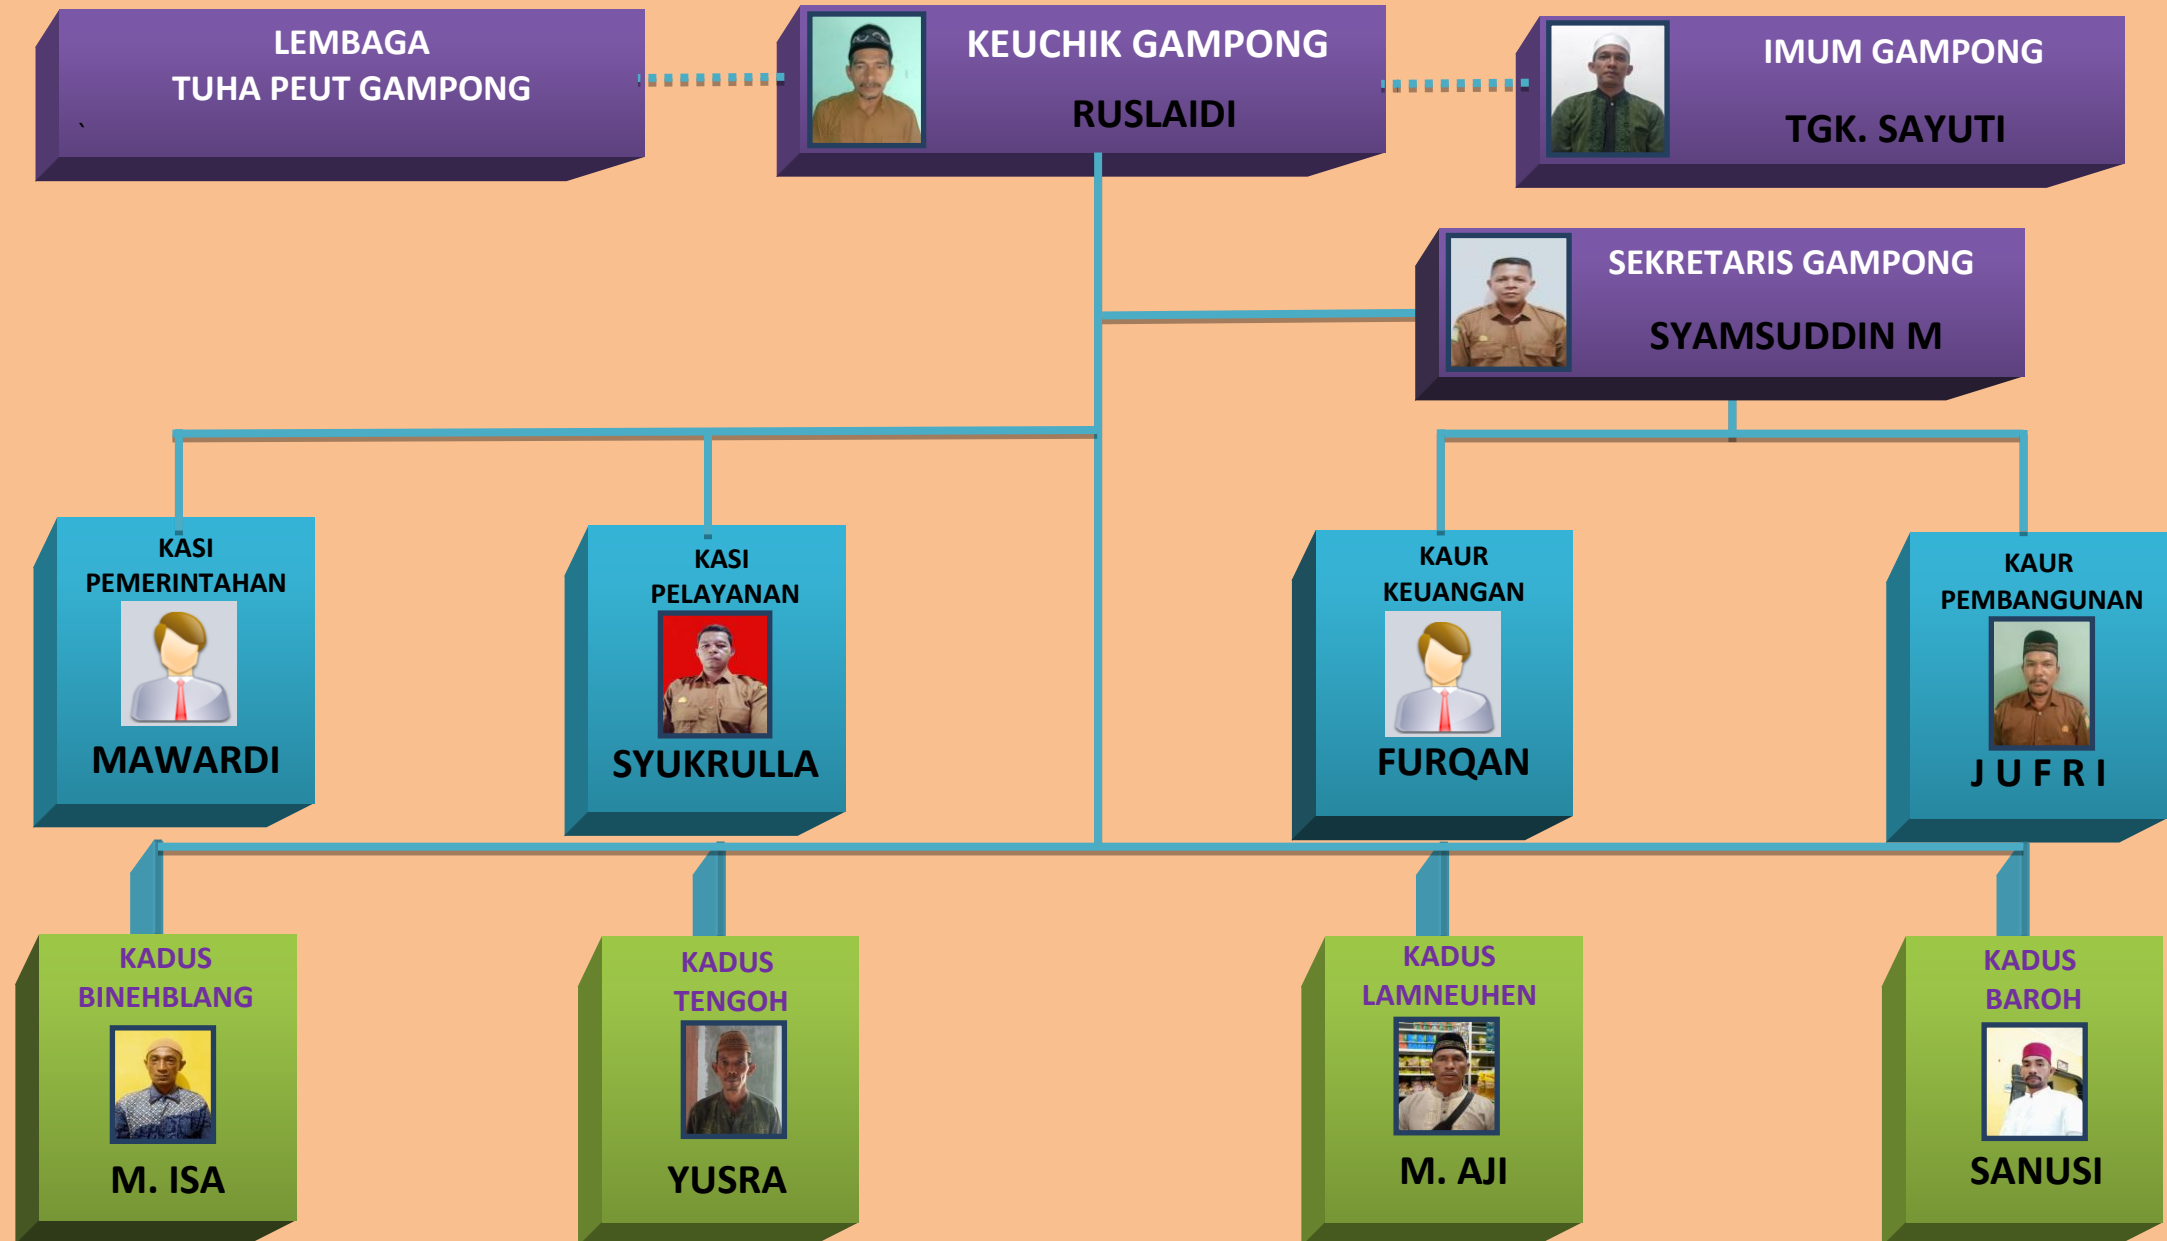 LEMBAGA
TUHA PEUT GAMPONG
`
KEUCHIK GAMPONG
RUSLAIDI
IMUM GAMPONG
TGK. SAYUTI
SEKRETARIS GAMPONG
SYAMSUDDIN M
KASI
PEMERINTAHAN
MAWARDI
KASI
PELAYANAN
SYUKRULLA
KAUR
KEUANGAN
FURQAN
KAUR
PEMBANGUNAN
J U F R I
KADUS
BINEHBLANG
M. ISA
KADUS
TENGOH
YUSRA
KADUS
LAMNEUHEN
M. AJI
KADUS
BAROH
SANUSI